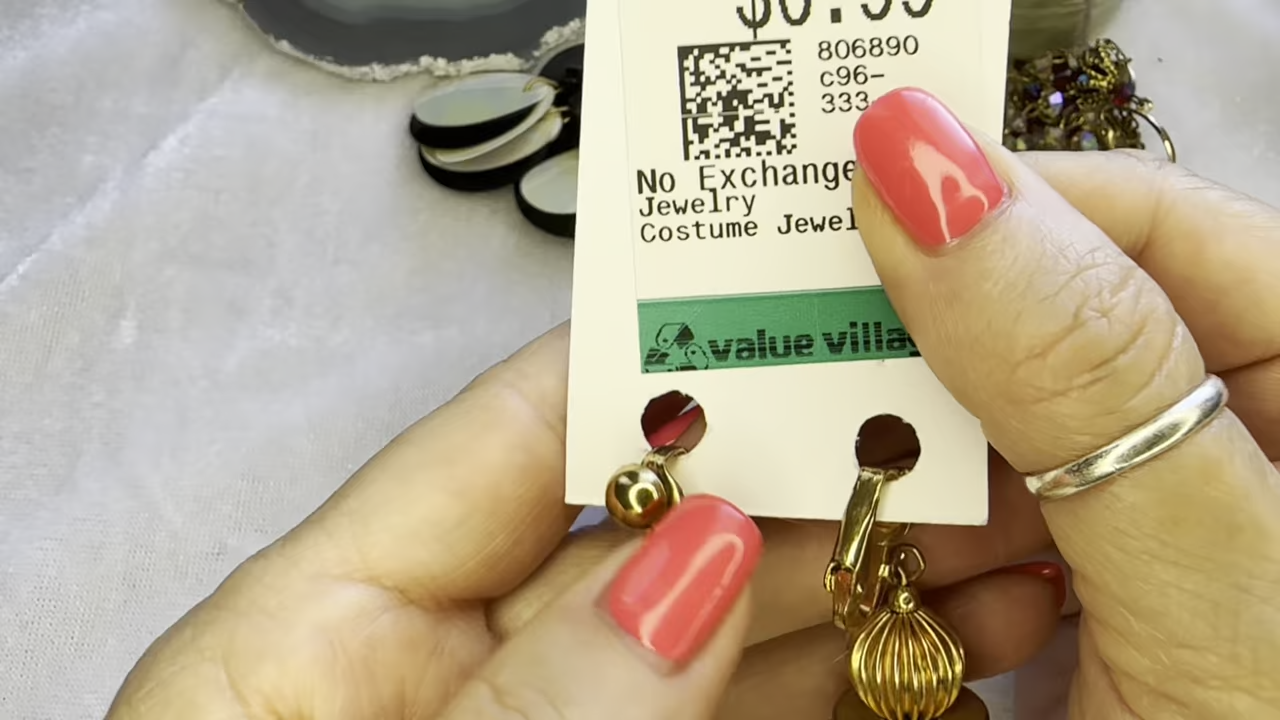 806890
c96-
333
No Exchange
Jewelry
Costume Jewel
value villa